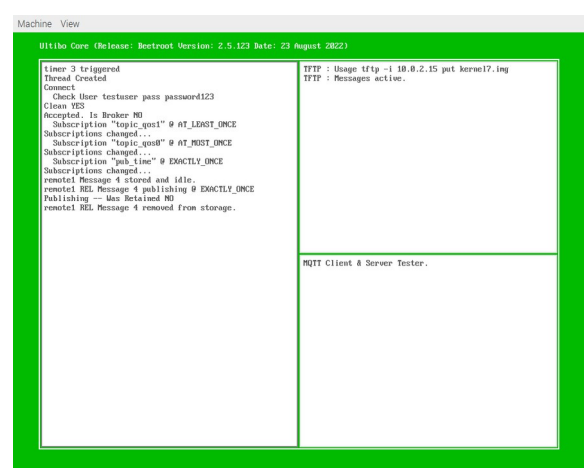 Machine View
Ultibo Core (Release: Beetroot Version: 2.5.123 Date: 23 August 2022)
timer 3 triggered
Thread Created
Connect
Check User testuser pass password123
Clean YES
Accepted. Is Broker NO
Subscription "topic_qos1" @ AT_LEAST_ONCE
Subscriptions changed...
Subscription "topic_qos0" @ AT_MOST_ONCE
Subscriptions changed...
Subscription "pub_time" @ EXACTLY_ONCE
Subscriptions changed...
remote1 Message 4 stored and idle.
remote1 REL Message 4 publishing @ EXACTLY_ONCE
Publishing -- Was Retained NO
remote1 REL Message 4 removed from storage.
TFTP : Usage tftp -i 10.0.2.15 put kernel7.img
TFTP : Messages active.
MQTT Client & Server Tester.